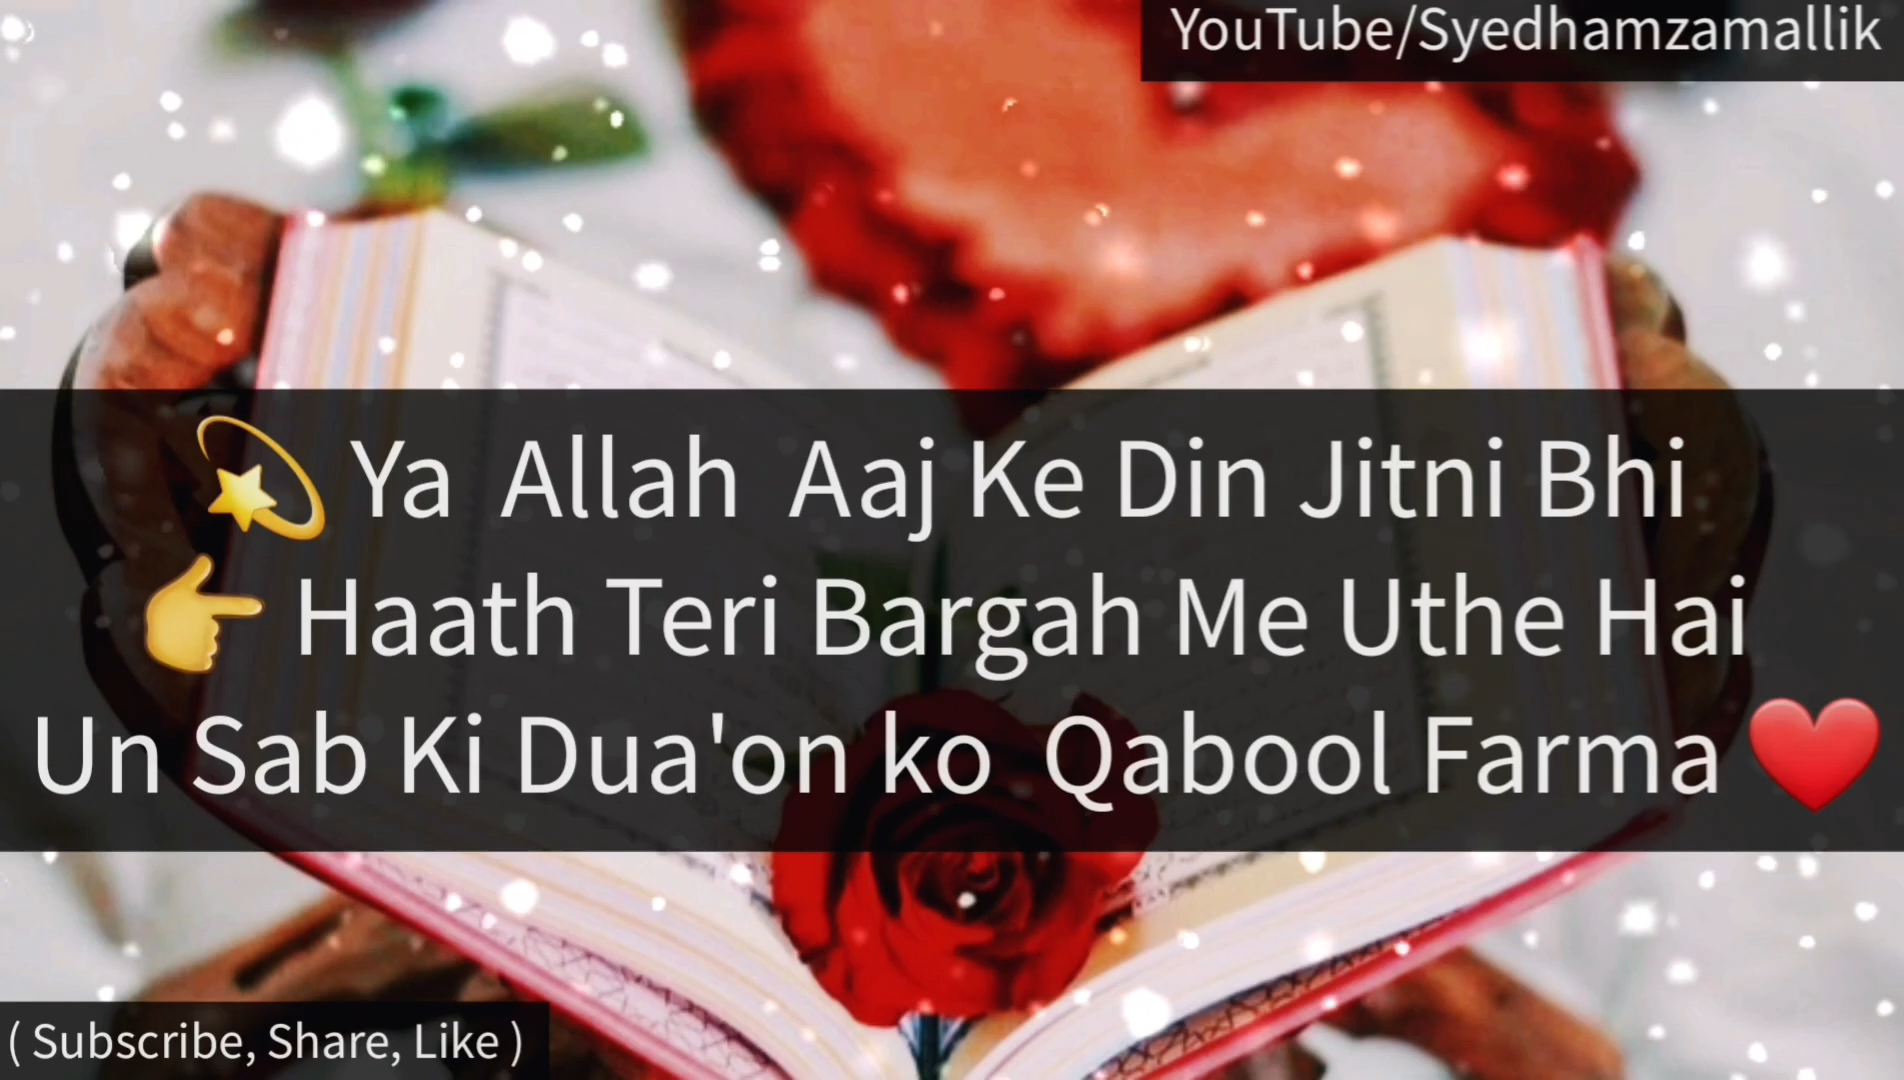 YouTube/Syedhamzamallik
💫 Ya Allah Aaj Ke Din Jitni Bhi
👉 Haath Teri Bargah Me Uthe Hai
Un Sab Ki Dua'on ko Qabool Farma ❤️
( Subscribe, Share, Like )